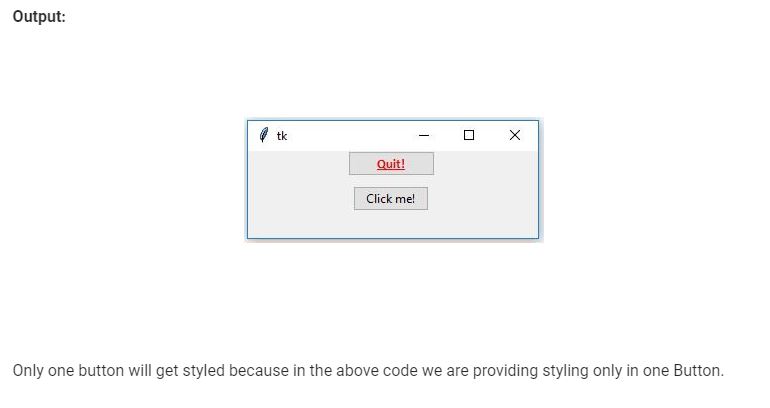 Output:
tk
Quit!
Click me!
Only one button will get styled because in the above code we are providing styling only in one Button.